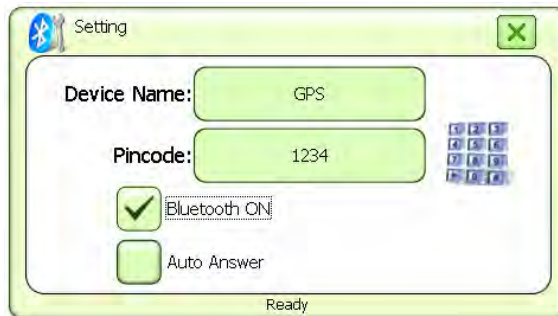 Setting
Device Name: GPS
Pincode: 1234
Bluetooth ON
Auto Answer
Ready